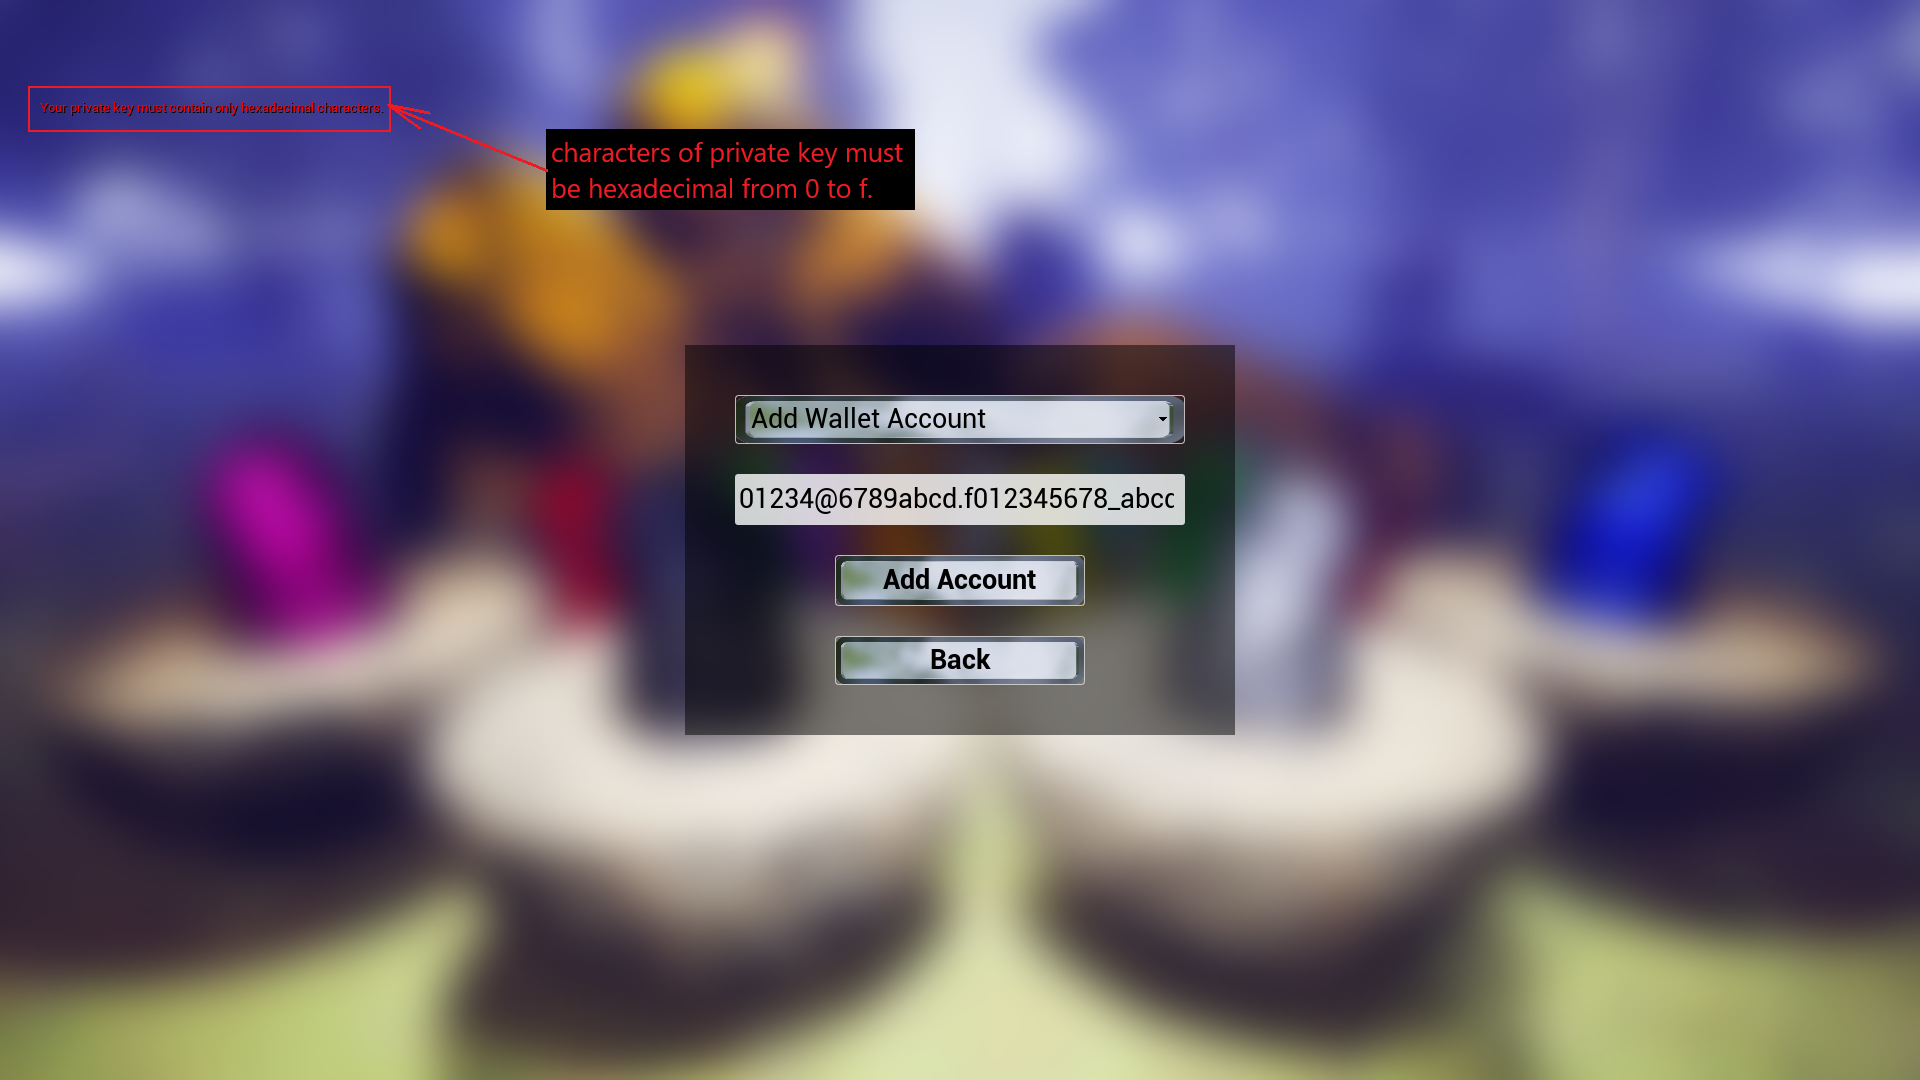 Your private key must contain only hexadecimal characters.
characters of private key must
be hexadecimal from 0 to f.
Add Wallet Account
01234@6789abcd.f012345678_abcc
Add Account
Back